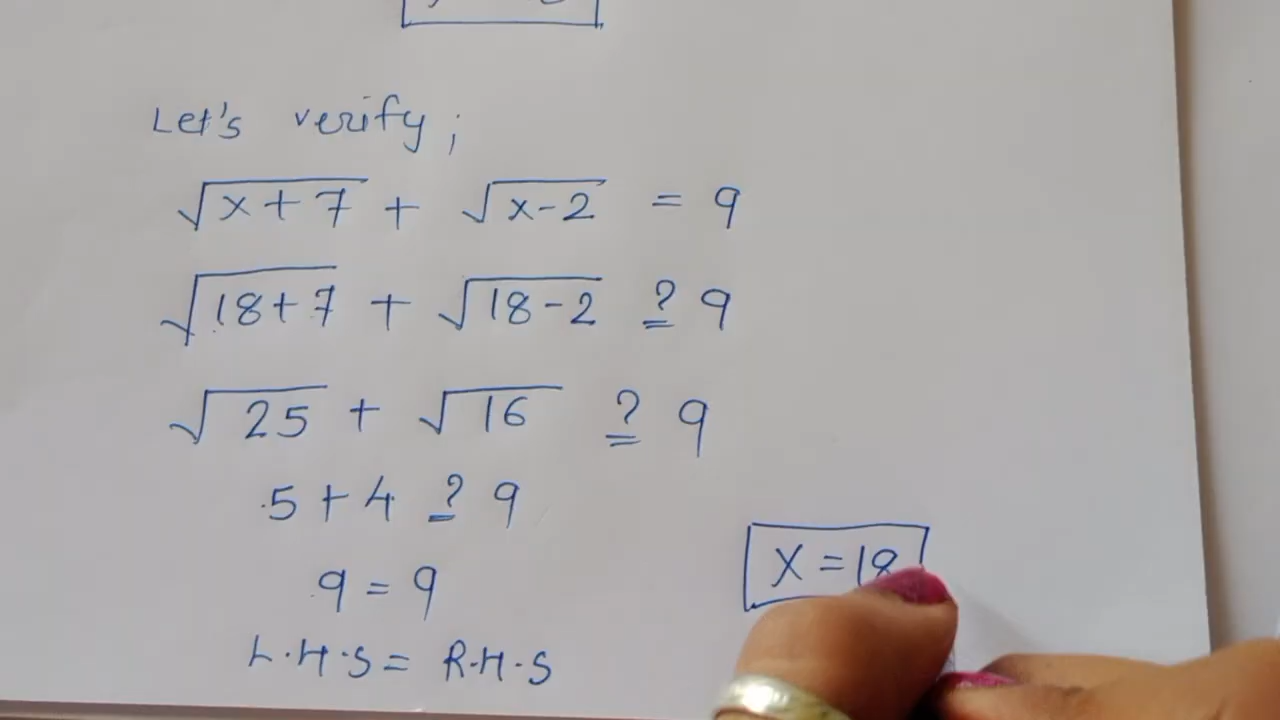 Let's verify;
√(x+7) + √(x-2) = 9
√(18+7) + √(18-2) ≟ 9
√25 + √16 ≟ 9
5+4 ≟ 9
9 = 9
X = 18
L.H.S = R.H.S